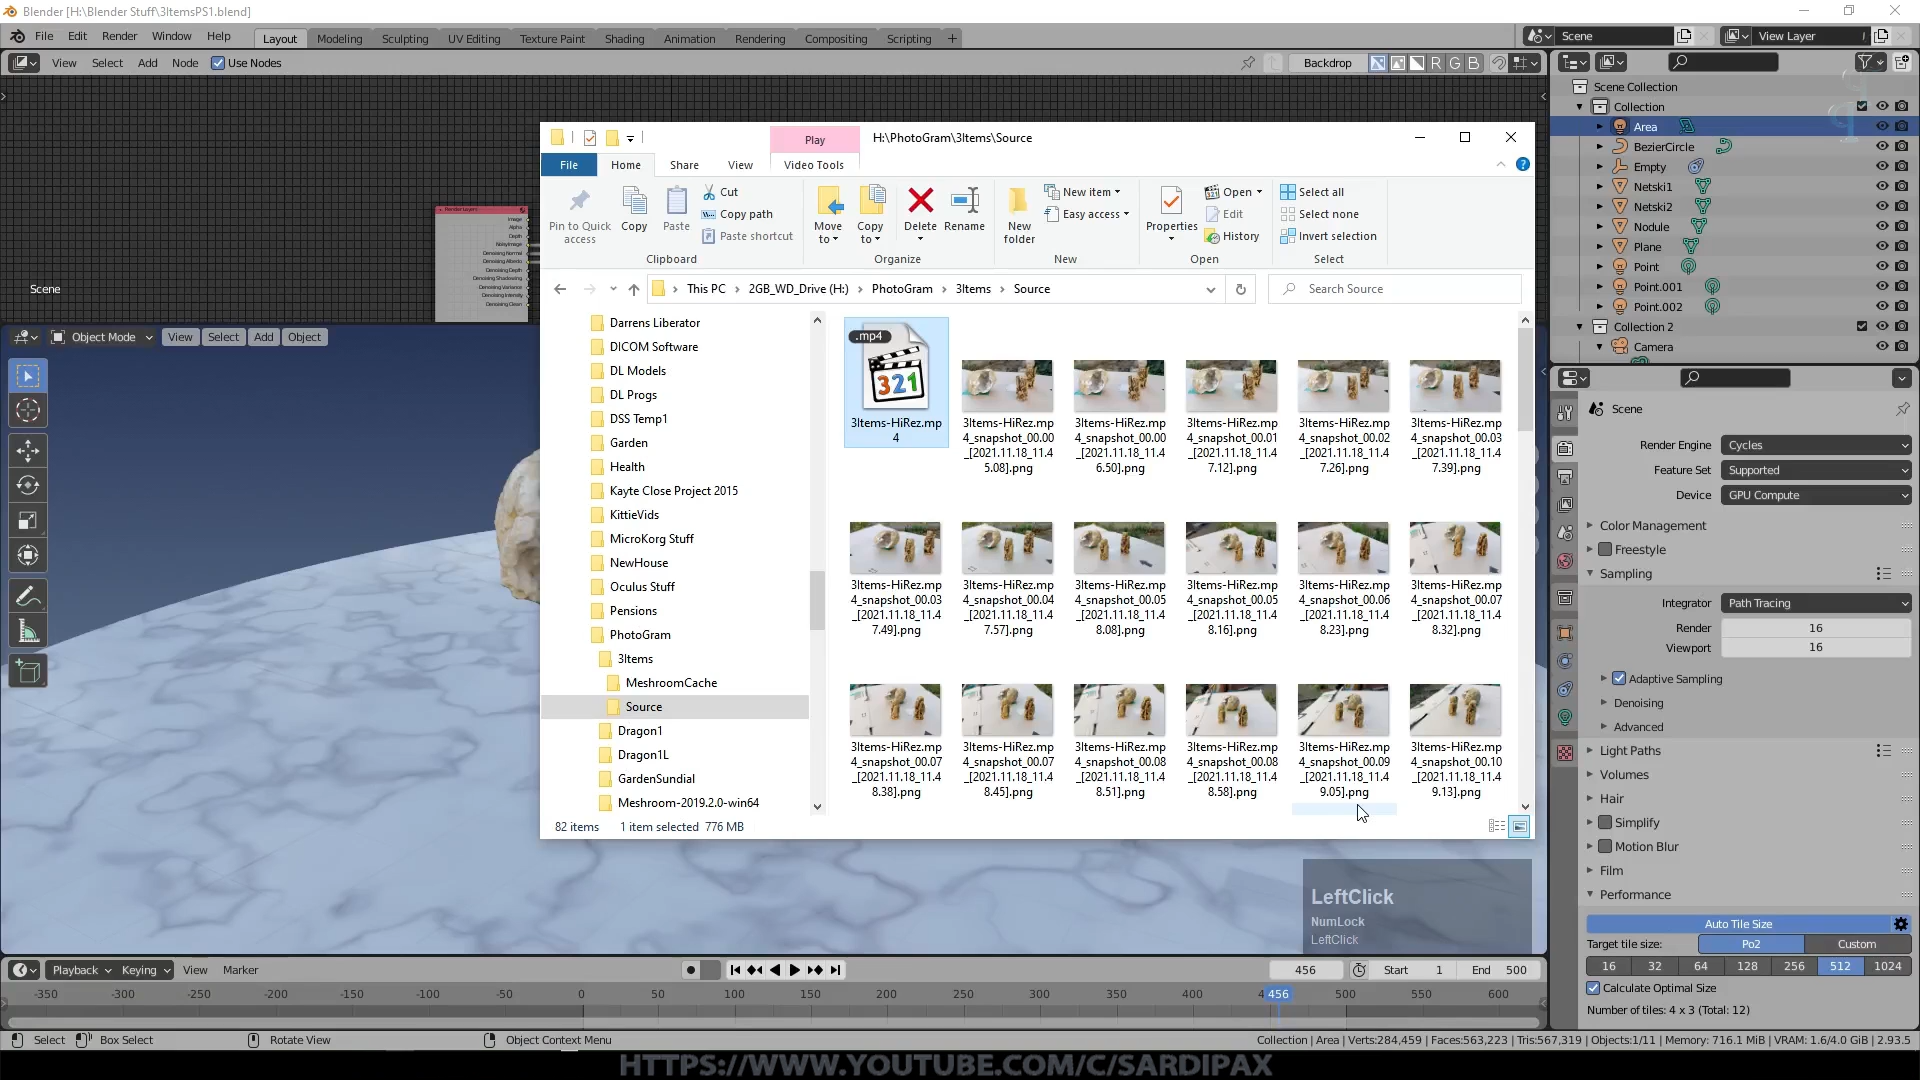 Blender [H:\Blender Stuff\3ItemsPS1.blend]
File Edit Render Window Help Layout Modeling Sculpting UV Editing Texture Paint Shading Animation Rendering Compositing Scripting + Scene View Layer
View Select Add Node Use Nodes Backdrop R G B
Scene Collection
Collection
Area
BezierCircle
Empty
Netski1
Netski2
Nodule
Plane
Point
Point.001
Point.002
Collection 2
Camera
Render Layers
Image
Alpha
Depth
Noisy Image
Denoising Normal
Denoising Albedo
Denoising Depth
Denoising Shadowing
Denoising Variance
Denoising Intensity
Denoising Clean
Scene
Object Mode View Select Add Object
Play H:\PhotoGram\3Items\Source
File Home Share View Video Tools
Pin to Quick access
Copy
Paste
Cut
Copy path
Paste shortcut
Clipboard
Move to
Copy to
Delete
Rename
Organize
New folder
New item
Easy access
New
Properties
Open
Edit
History
Open
Select all
Select none
Invert selection
Select
This PC 2GB_WD_Drive (H:) PhotoGram 3Items Source
Search Source
Darrens Liberator
DICOM Software
DL Models
DL Progs
DSS Temp1
Garden
Health
Kayte Close Project 2015
KittieVids
MicroKorg Stuff
NewHouse
Oculus Stuff
Pensions
PhotoGram
3Items
MeshroomCache
Source
Dragon1
Dragon1L
GardenSundial
Meshroom-2019.2.0-win64
.mp4
321
3Items-HiRez.mp4
3Items-HiRez.mp4_snapshot_00.00_[2021.11.18_11.45.08].png
3Items-HiRez.mp4_snapshot_00.00_[2021.11.18_11.46.50].png
3Items-HiRez.mp4_snapshot_00.01_[2021.11.18_11.47.12].png
3Items-HiRez.mp4_snapshot_00.02_[2021.11.18_11.47.26].png
3Items-HiRez.mp4_snapshot_00.03_[2021.11.18_11.47.39].png
3Items-HiRez.mp4_snapshot_00.03_[2021.11.18_11.47.49].png
3Items-HiRez.mp4_snapshot_00.04_[2021.11.18_11.47.57].png
3Items-HiRez.mp4_snapshot_00.05_[2021.11.18_11.48.08].png
3Items-HiRez.mp4_snapshot_00.05_[2021.11.18_11.48.16].png
3Items-HiRez.mp4_snapshot_00.06_[2021.11.18_11.48.23].png
3Items-HiRez.mp4_snapshot_00.07_[2021.11.18_11.48.32].png
3Items-HiRez.mp4_snapshot_00.07_[2021.11.18_11.48.38].png
3Items-HiRez.mp4_snapshot_00.07_[2021.11.18_11.48.45].png
3Items-HiRez.mp4_snapshot_00.08_[2021.11.18_11.48.51].png
3Items-HiRez.mp4_snapshot_00.08_[2021.11.18_11.48.58].png
3Items-HiRez.mp4_snapshot_00.09_[2021.11.18_11.49.05].png
3Items-HiRez.mp4_snapshot_00.10_[2021.11.18_11.49.13].png
82 items 1 item selected 776 MB
Scene
Render Engine Cycles
Feature Set Supported
Device GPU Compute
Color Management
Freestyle
Sampling
Integrator Path Tracing
Render 16
Viewport 16
Adaptive Sampling
Denoising
Advanced
Light Paths
Volumes
Hair
Simplify
Motion Blur
Film
Performance
Auto Tile Size
Target tile size: Po2 Custom
16 32 64 128 256 512 1024
Calculate Optimal Size
Number of tiles: 4 x 3 (Total: 12)
LeftClick
NumLock
LeftClick
Playback Keying View Marker 456 Start 1 End 500
-350 -300 -250 -200 -150 -100 -50 0 50 100 150 200 250 300 350 400 456 500 550 600
Select Box Select Rotate View Object Context Menu Collection | Area | Verts:284,459 | Faces:563,223 | Tris:567,319 | Objects:1/11 | Memory: 716.1 MiB | VRAM: 1.6/4.0 GiB | 2.93.5
HTTPS://WWW.YOUTUBE.COM/C/SARDIPAX